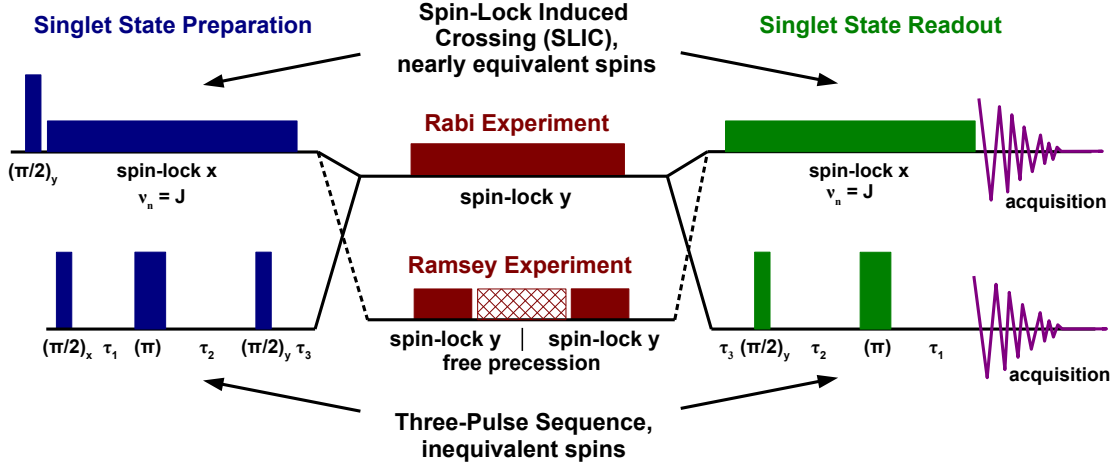 Singlet State Preparation
Spin-Lock Induced
Crossing (SLIC),
nearly equivalent spins
Singlet State Readout
Rabi Experiment
(π/2)y
spin-lock x
νn = J
spin-lock y
spin-lock x
νn = J
acquisition
Ramsey Experiment
(π/2)x τ1 (π) τ2 (π/2)y τ3
spin-lock y | spin-lock y
free precession
τ3 (π/2)y τ2 (π) τ1
acquisition
Three-Pulse Sequence,
inequivalent spins